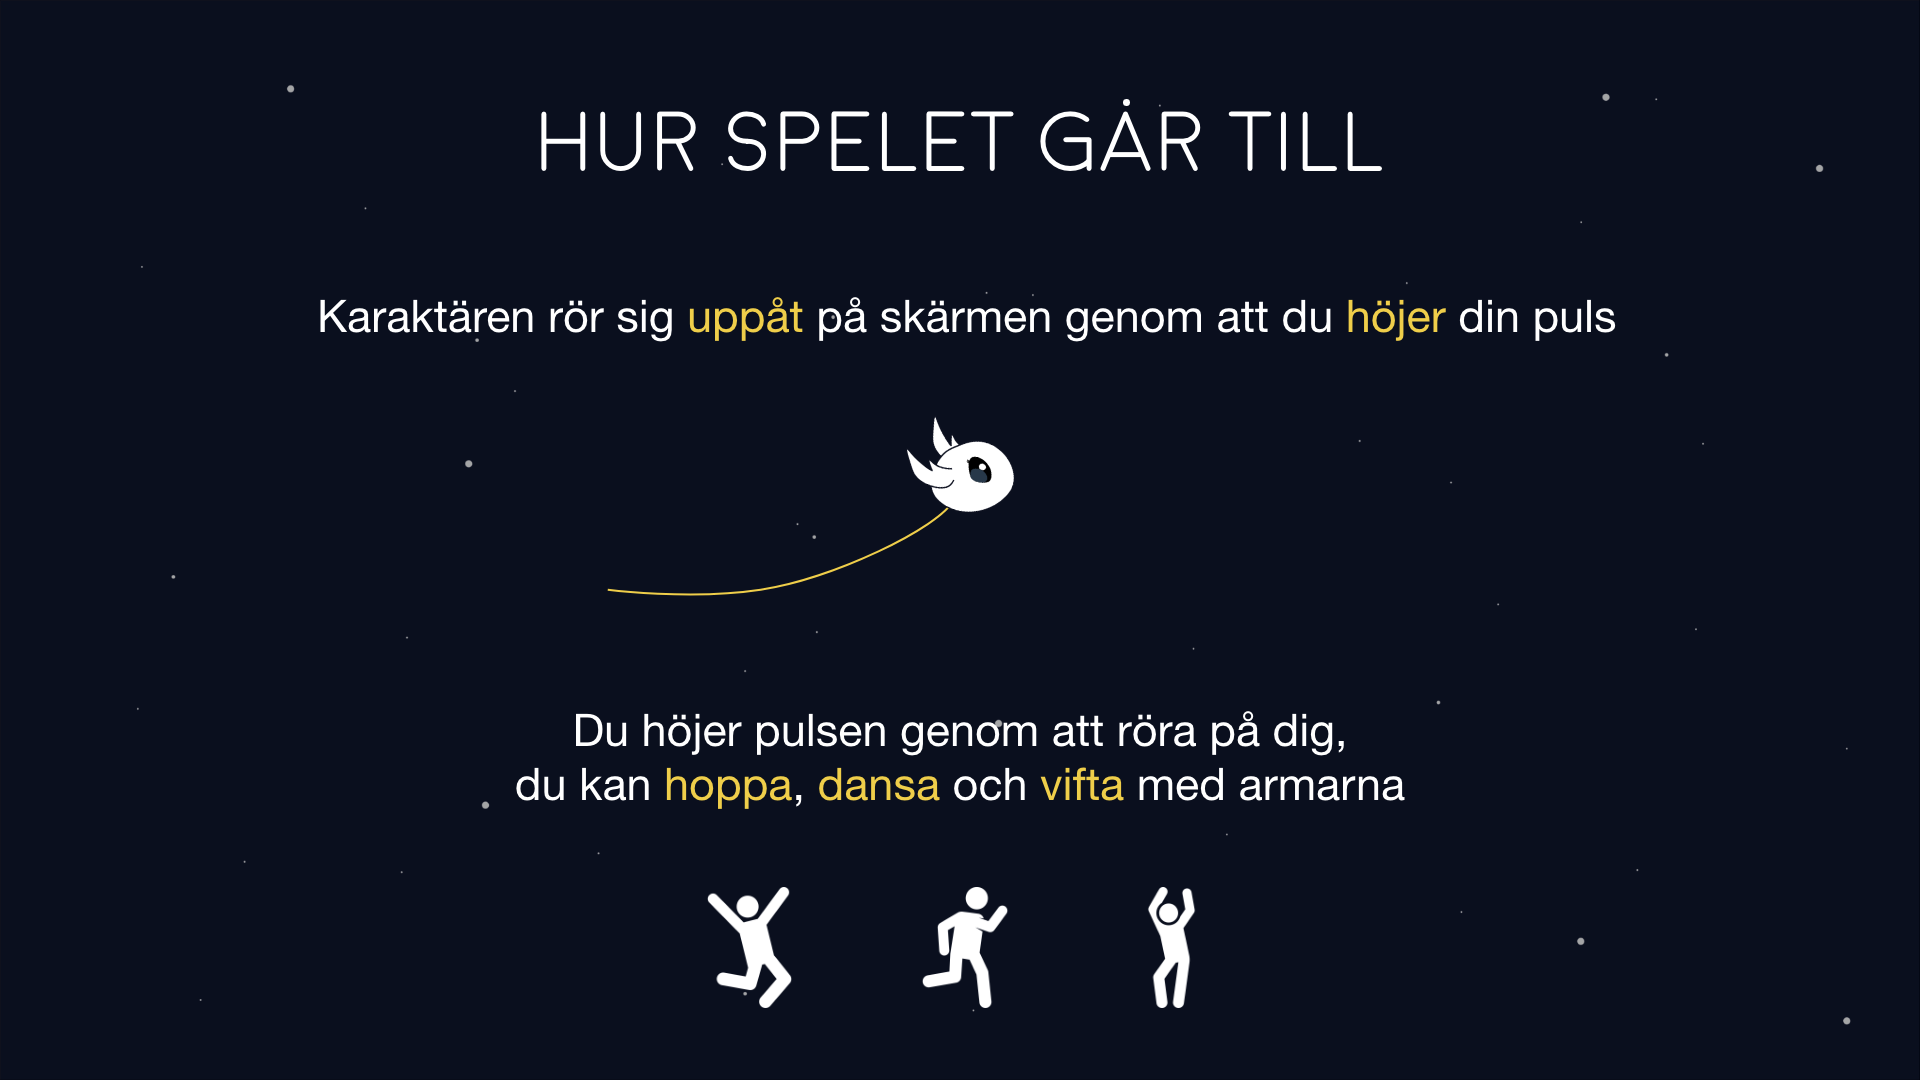 HUR SPELET GÅR TILL
Karaktären rör sig uppåt på skärmen genom att du höjer din puls
Du höjer pulsen genom att röra på dig,
du kan hoppa, dansa och vifta med armarna